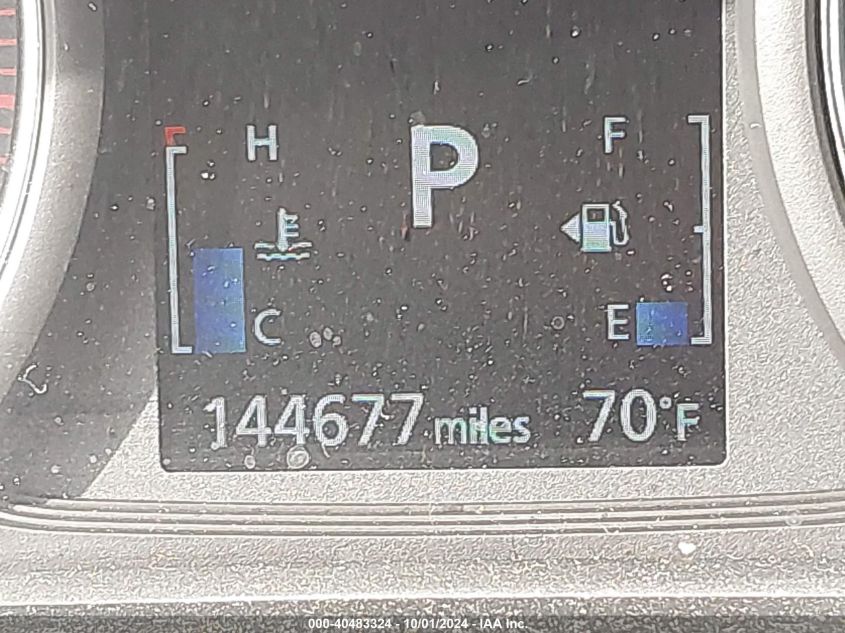 H P F
C E
144677 miles 70°F
000-40483324 - 10/01/2024 - IAA Inc.